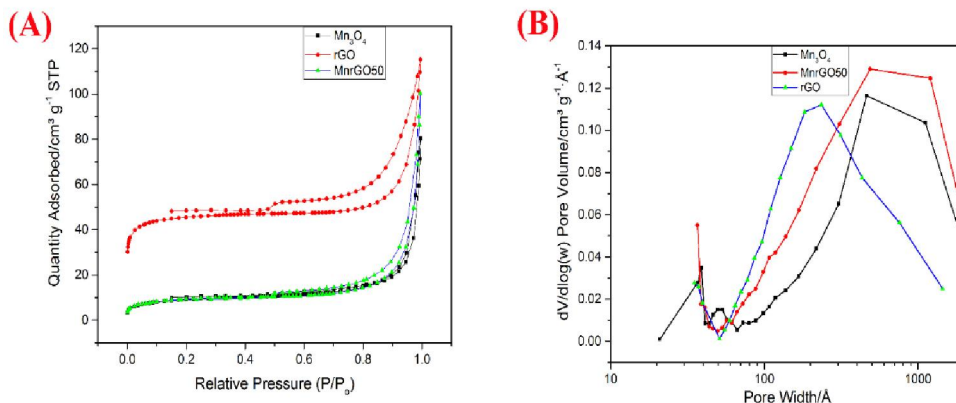 (A)
Mn₃O₄
rGO
MnrGO50
Quantity Adsorbed/cm³ g⁻¹ STP
120
100
80
60
40
20
0
0.0 0.2 0.4 0.6 0.8 1.0
Relative Pressure (P/Pₒ)
(B)
Mn₃O₄
MnrGO50
rGO
dV/dlog(w) Pore Volume/cm³ g⁻¹·Å⁻¹
0.14
0.12
0.10
0.08
0.06
0.04
0.02
0.00
10 100 1000
Pore Width/Å